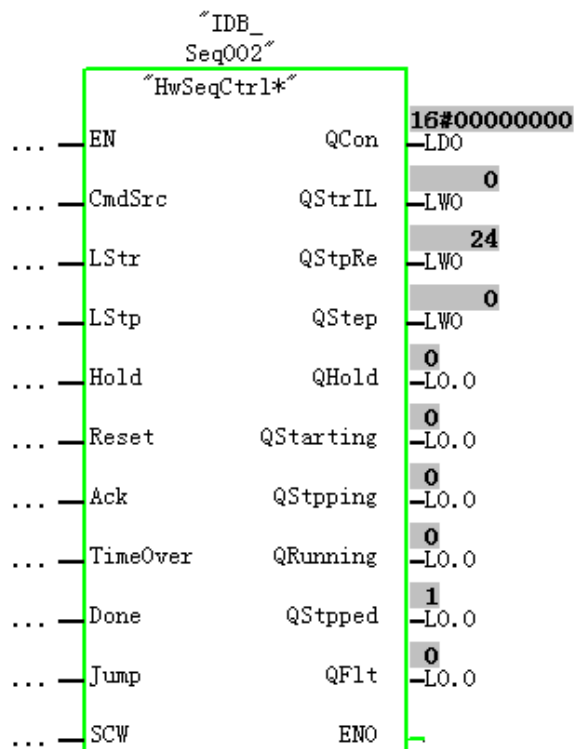 "IDB_
Seq002"
"HwSeqCtrl*"
16#00000000
... EN QCon LD0
0
... CmdSrc QStrIL LW0
24
... LStr QStpRe LW0
0
... LStp QStep LW0
0
... Hold QHold L0.0
0
... Reset QStarting L0.0
0
... Ack QStpping L0.0
0
... TimeOver QRunning L0.0
1
... Done QStpped L0.0
0
... Jump QFlt L0.0
... SCW ENO